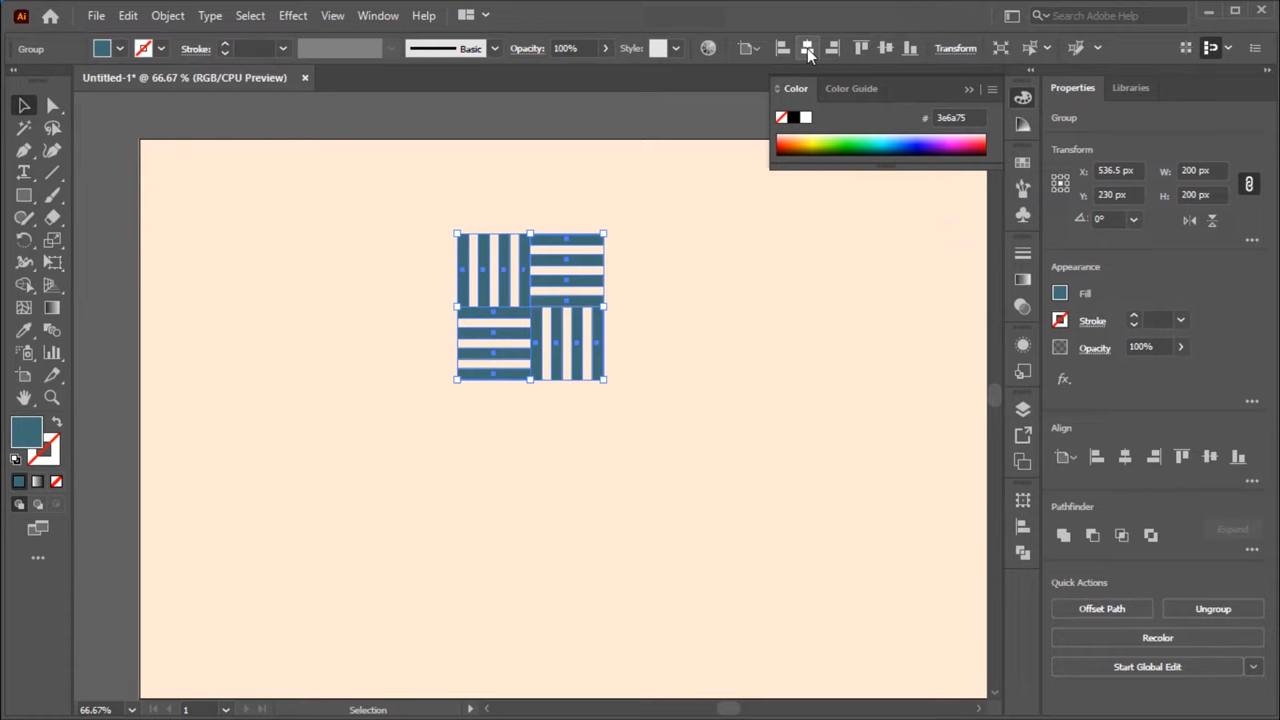 Ai File Edit Object Type Select Effect View Window Help Search Adobe Help
Group Stroke: Basic Opacity: 100% Style: Transform
Untitled-1* @ 66.67 % (RGB/CPU Preview) ×
Color Color Guide
# 3e6a75
Properties Libraries
Group
Transform
X: 536.5 px W: 200 px
Y: 230 px H: 200 px
0°
Appearance
Fill
Stroke
Opacity 100%
fx.
Align
Pathfinder
Expand
Quick Actions
Offset Path Ungroup
Recolor
Start Global Edit
66.67% 1 Selection